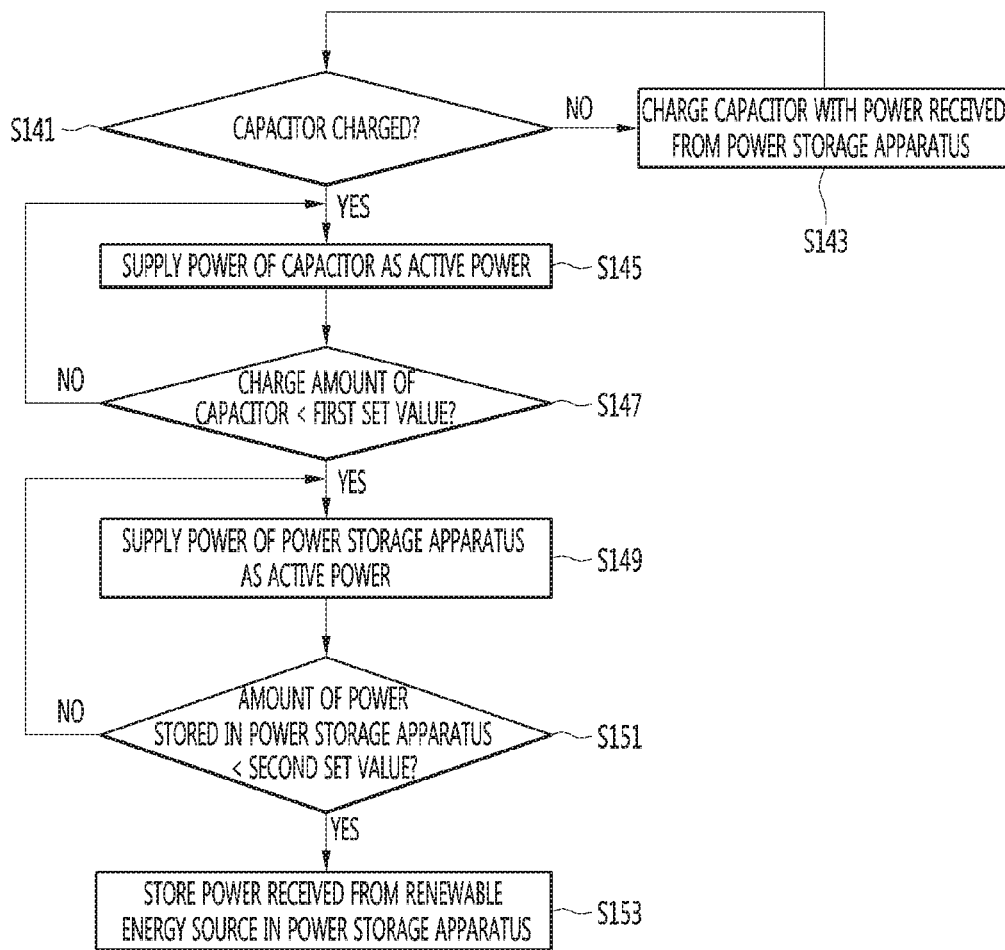 S141
CAPACITOR CHARGED?
NO
CHARGE CAPACITOR WITH POWER RECEIVED
FROM POWER STORAGE APPARATUS
S143
YES
SUPPLY POWER OF CAPACITOR AS ACTIVE POWER
S145
NO
CHARGE AMOUNT OF
CAPACITOR < FIRST SET VALUE?
S147
YES
SUPPLY POWER OF POWER STORAGE APPARATUS
AS ACTIVE POWER
S149
NO
AMOUNT OF POWER
STORED IN POWER STORAGE APPARATUS
< SECOND SET VALUE?
S151
YES
STORE POWER RECEIVED FROM RENEWABLE
ENERGY SOURCE IN POWER STORAGE APPARATUS
S153